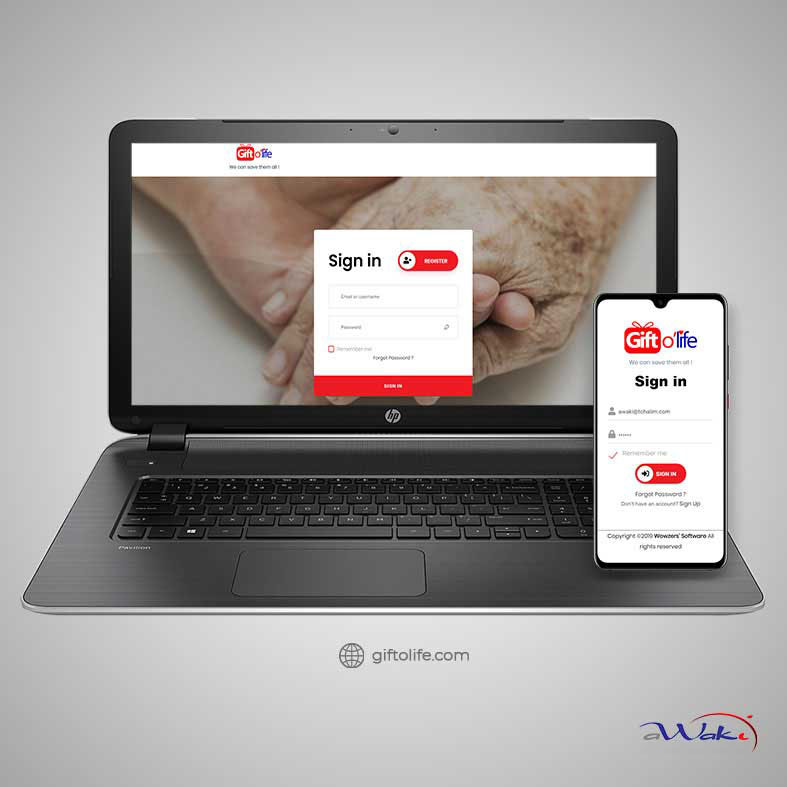 Gift o'life
We can save them all !
Sign in
REGISTER
Email or username
Password
Remember me
Forgot Password ?
SIGN IN
hp
Pavilion
Gift o'life
We can save them all !
Sign in
awaki@tchalim.com
Remember me
SIGN IN
Forgot Password ?
Don't have an account? Sign Up
Copyright ©2019 Wowzers' Software All
rights reserved
giftolife.com
aWaki